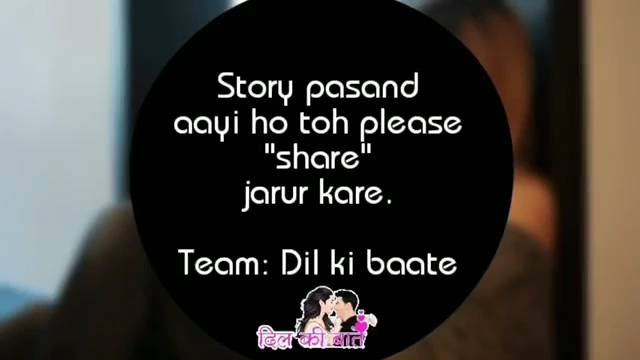 Story pasand
aayi ho toh please
"share"
jarur kare.
Team: Dil ki baate
दिल की बातें